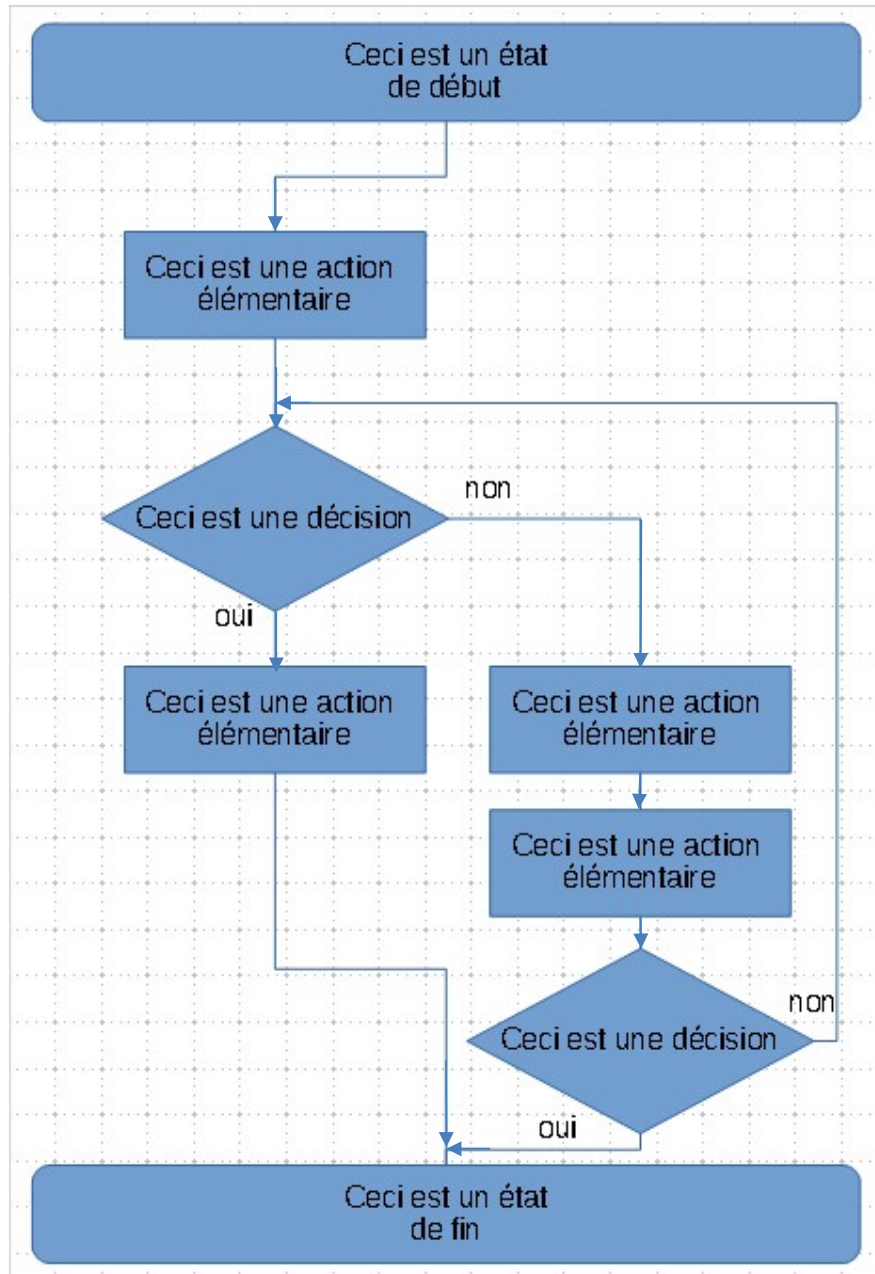 Ceci est un état
de début
Ceci est une action
élémentaire
Ceci est une décision
non
oui
Ceci est une action
élémentaire
Ceci est une action
élémentaire
Ceci est une action
élémentaire
Ceci est une décision
non
oui
Ceci est un état
de fin